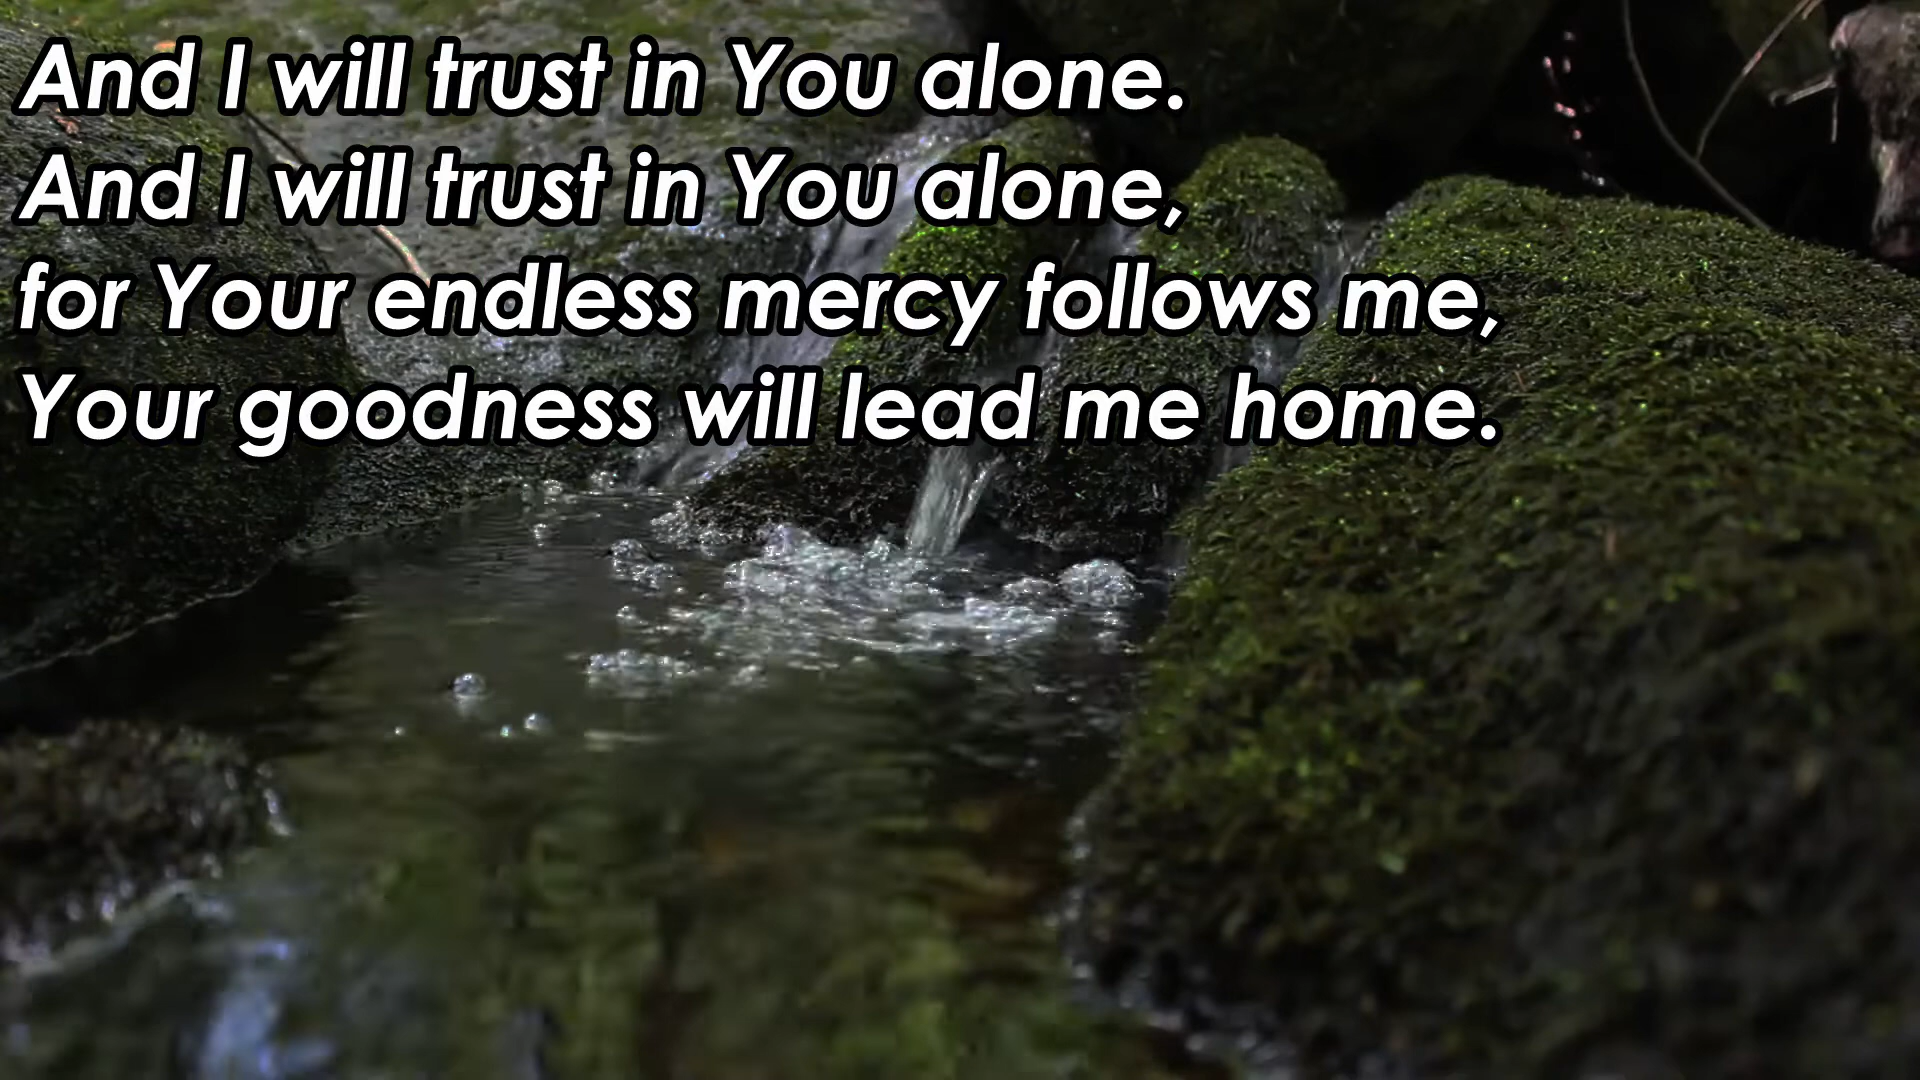 And I will trust in You alone.
And I will trust in You alone,
for Your endless mercy follows me,
Your goodness will lead me home.